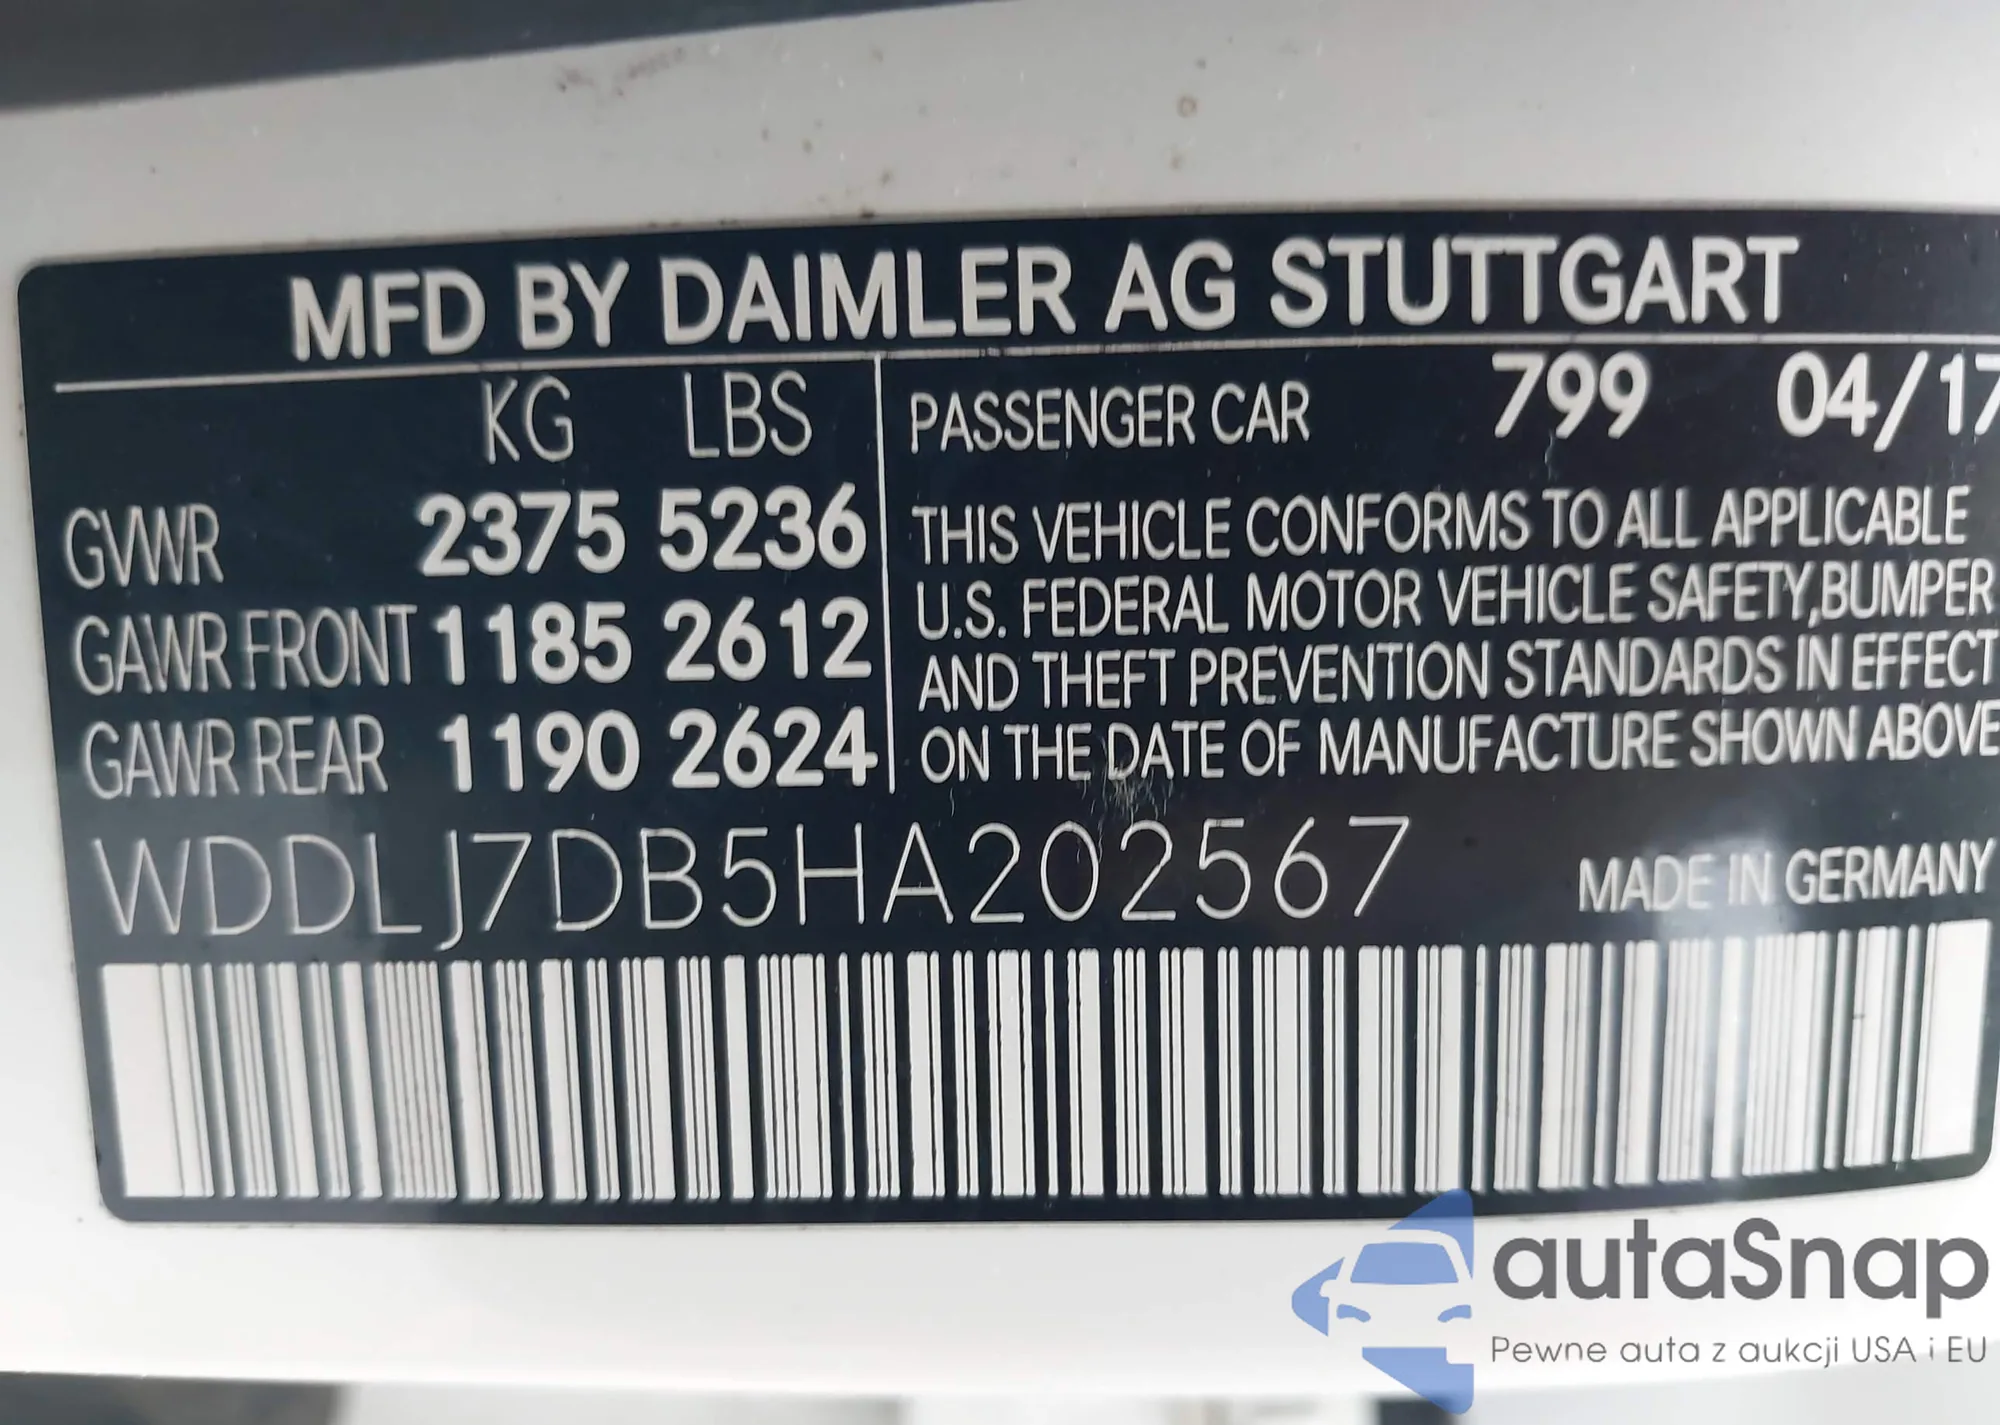 MFD BY DAIMLER AG STUTTGART
KG LBS
GVWR 2375 5236
GAWR FRONT 1185 2612
GAWR REAR 1190 2624
PASSENGER CAR 799 04/17
THIS VEHICLE CONFORMS TO ALL APPLICABLE
U.S. FEDERAL MOTOR VEHICLE SAFETY,BUMPER
AND THEFT PREVENTION STANDARDS IN EFFECT
ON THE DATE OF MANUFACTURE SHOWN ABOVE
WDDLJ7DB5HA202567
MADE IN GERMANY
autaSnap
Pewne auta z aukcji USA i EU